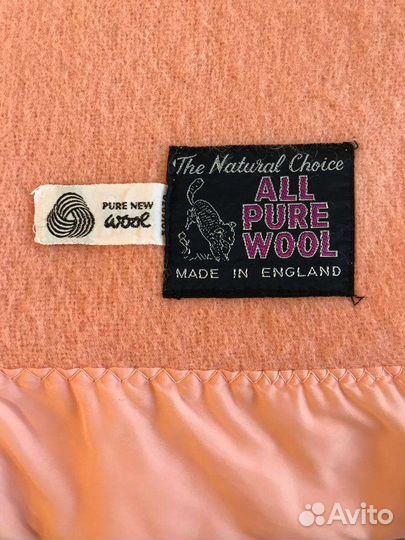 The Natural Choice
ALL
PURE
WOOL
MADE IN ENGLAND
PURE NEW
wool
Avito